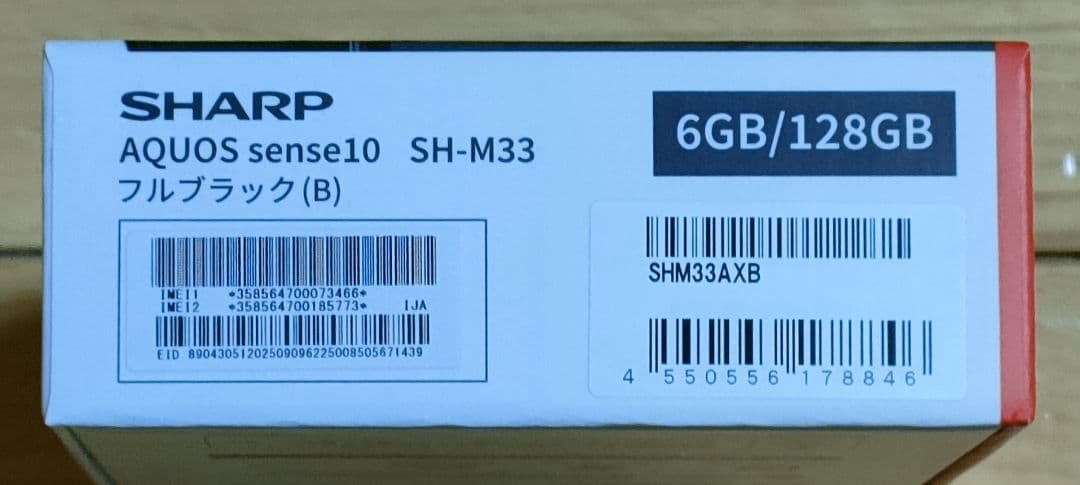 SHARP
AQUOS sense10 SH-M33
フルブラック(B)
6GB/128GB
IMEI1 *358564700073466*
IMEI2 *358564700185773* IJA
EID 89043051202509096225008505671439
SHM33AXB
4 550556 178846